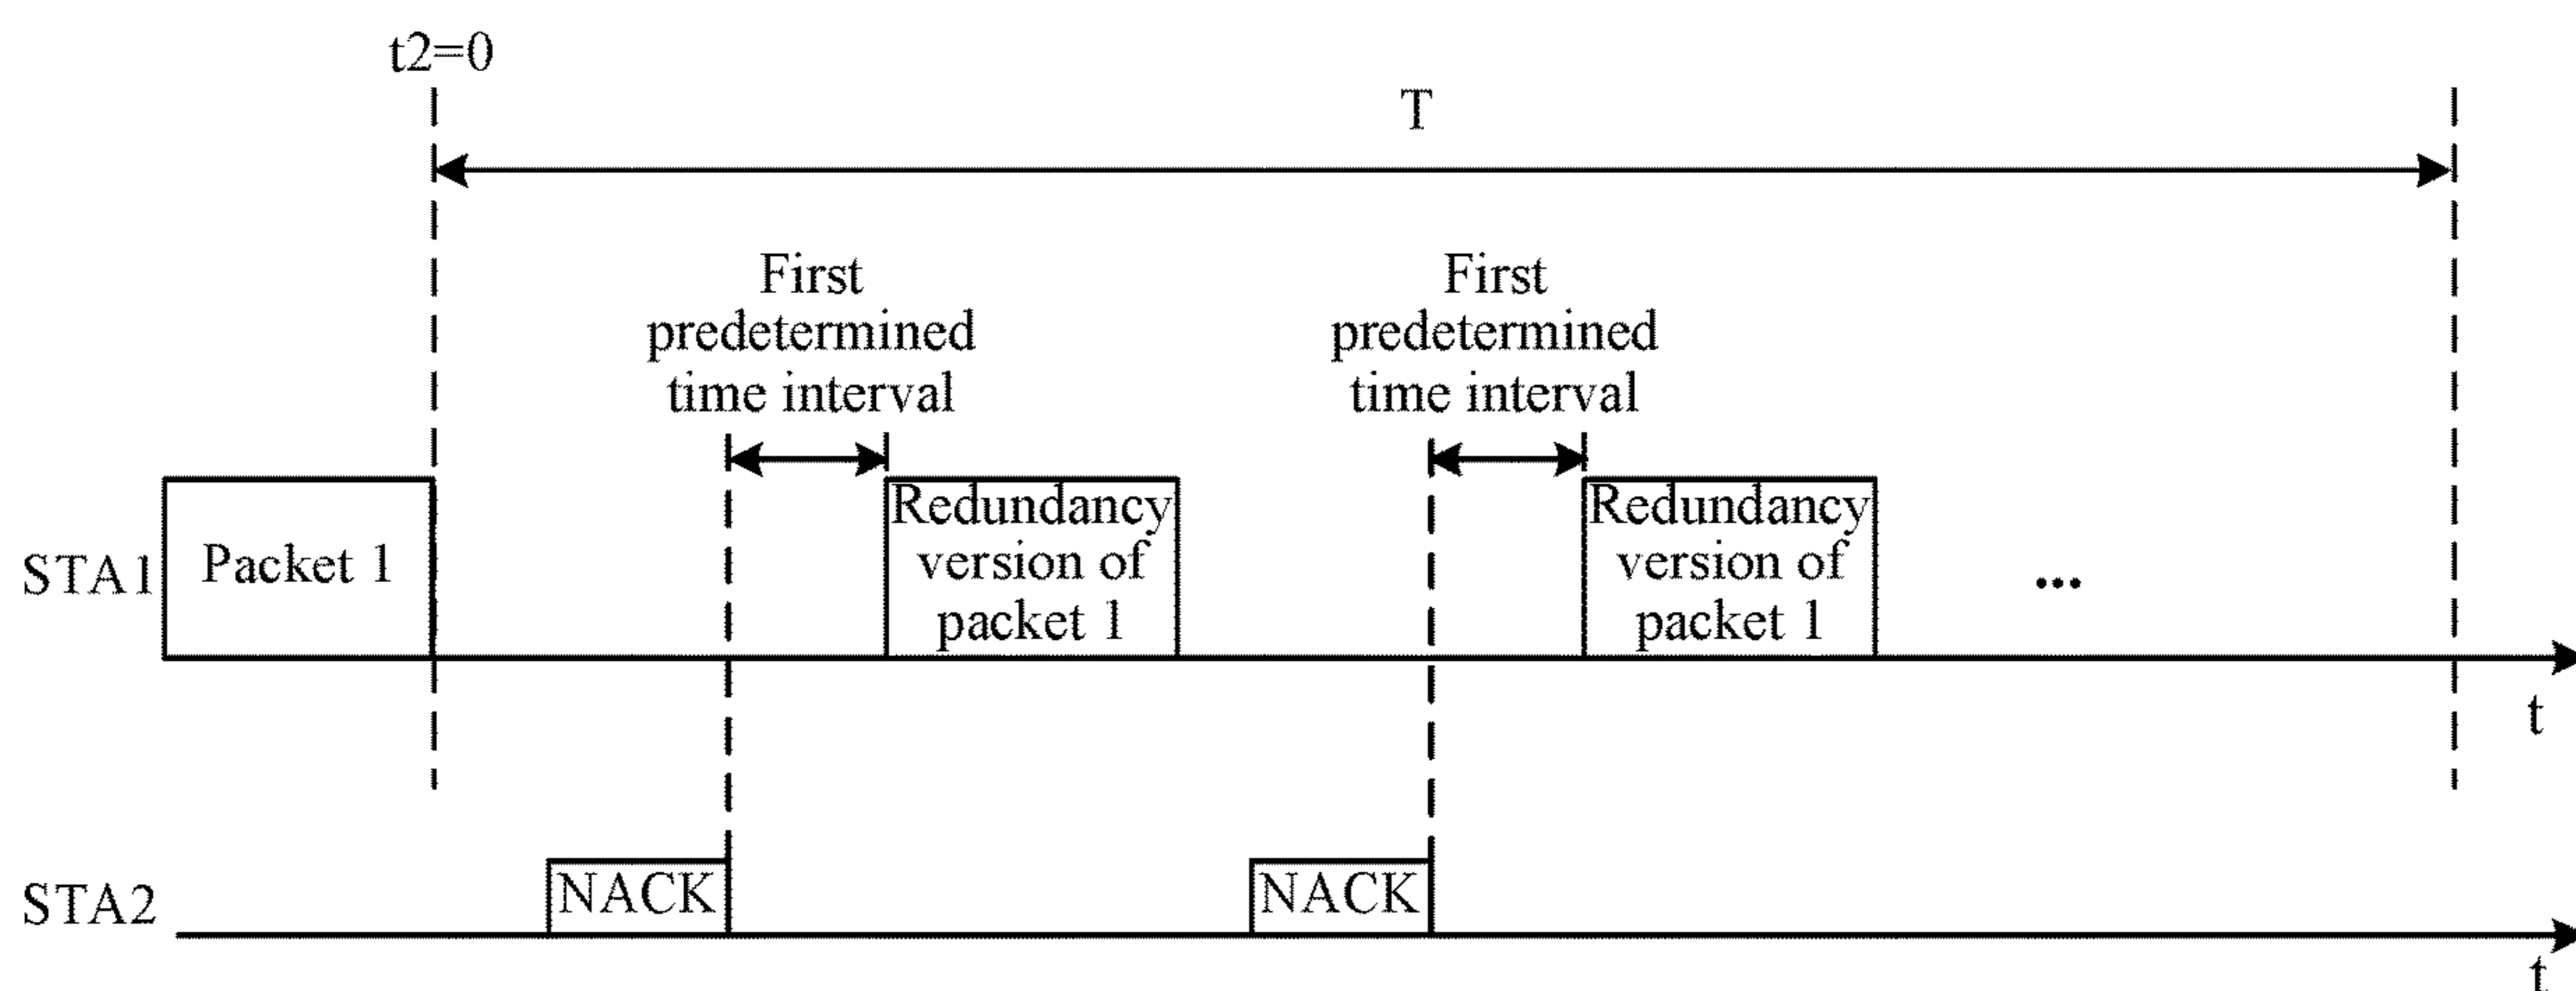 t2=0
T
First
predetermined
time interval
First
predetermined
time interval
STA1
Packet 1
Redundancy
version of
packet 1
Redundancy
version of
packet 1
...
t
STA2
NACK
NACK
t